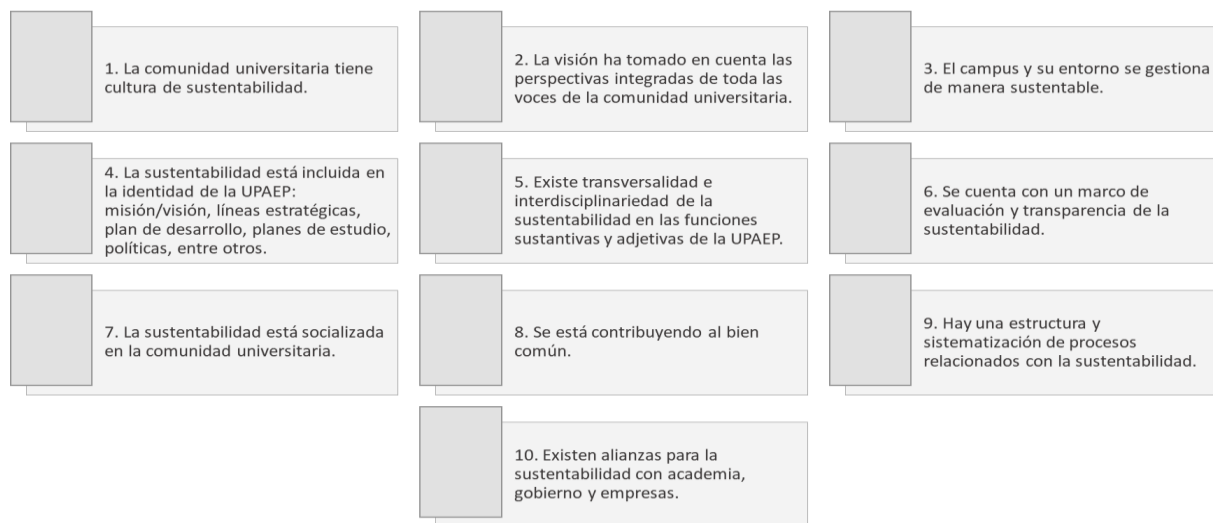 1. La comunidad universitaria tiene
cultura de sustentabilidad.
2. La visión ha tomado en cuenta las
perspectivas integradas de toda las
voces de la comunidad universitaria.
3. El campus y su entorno se gestiona
de manera sustentable.
4. La sustentabilidad está incluida en
la identidad de la UPAEP:
misión/visión, líneas estratégicas,
plan de desarrollo, planes de estudio,
políticas, entre otros.
5. Existe transversalidad e
interdisciplinariedad de la
sustentabilidad en las funciones
sustantivas y adjetivas de la UPAEP.
6. Se cuenta con un marco de
evaluación y transparencia de la
sustentabilidad.
7. La sustentabilidad está socializada
en la comunidad universitaria.
8. Se está contribuyendo al bien
común.
9. Hay una estructura y
sistematización de procesos
relacionados con la sustentabilidad.
10. Existen alianzas para la
sustentabilidad con academia,
gobierno y empresas.